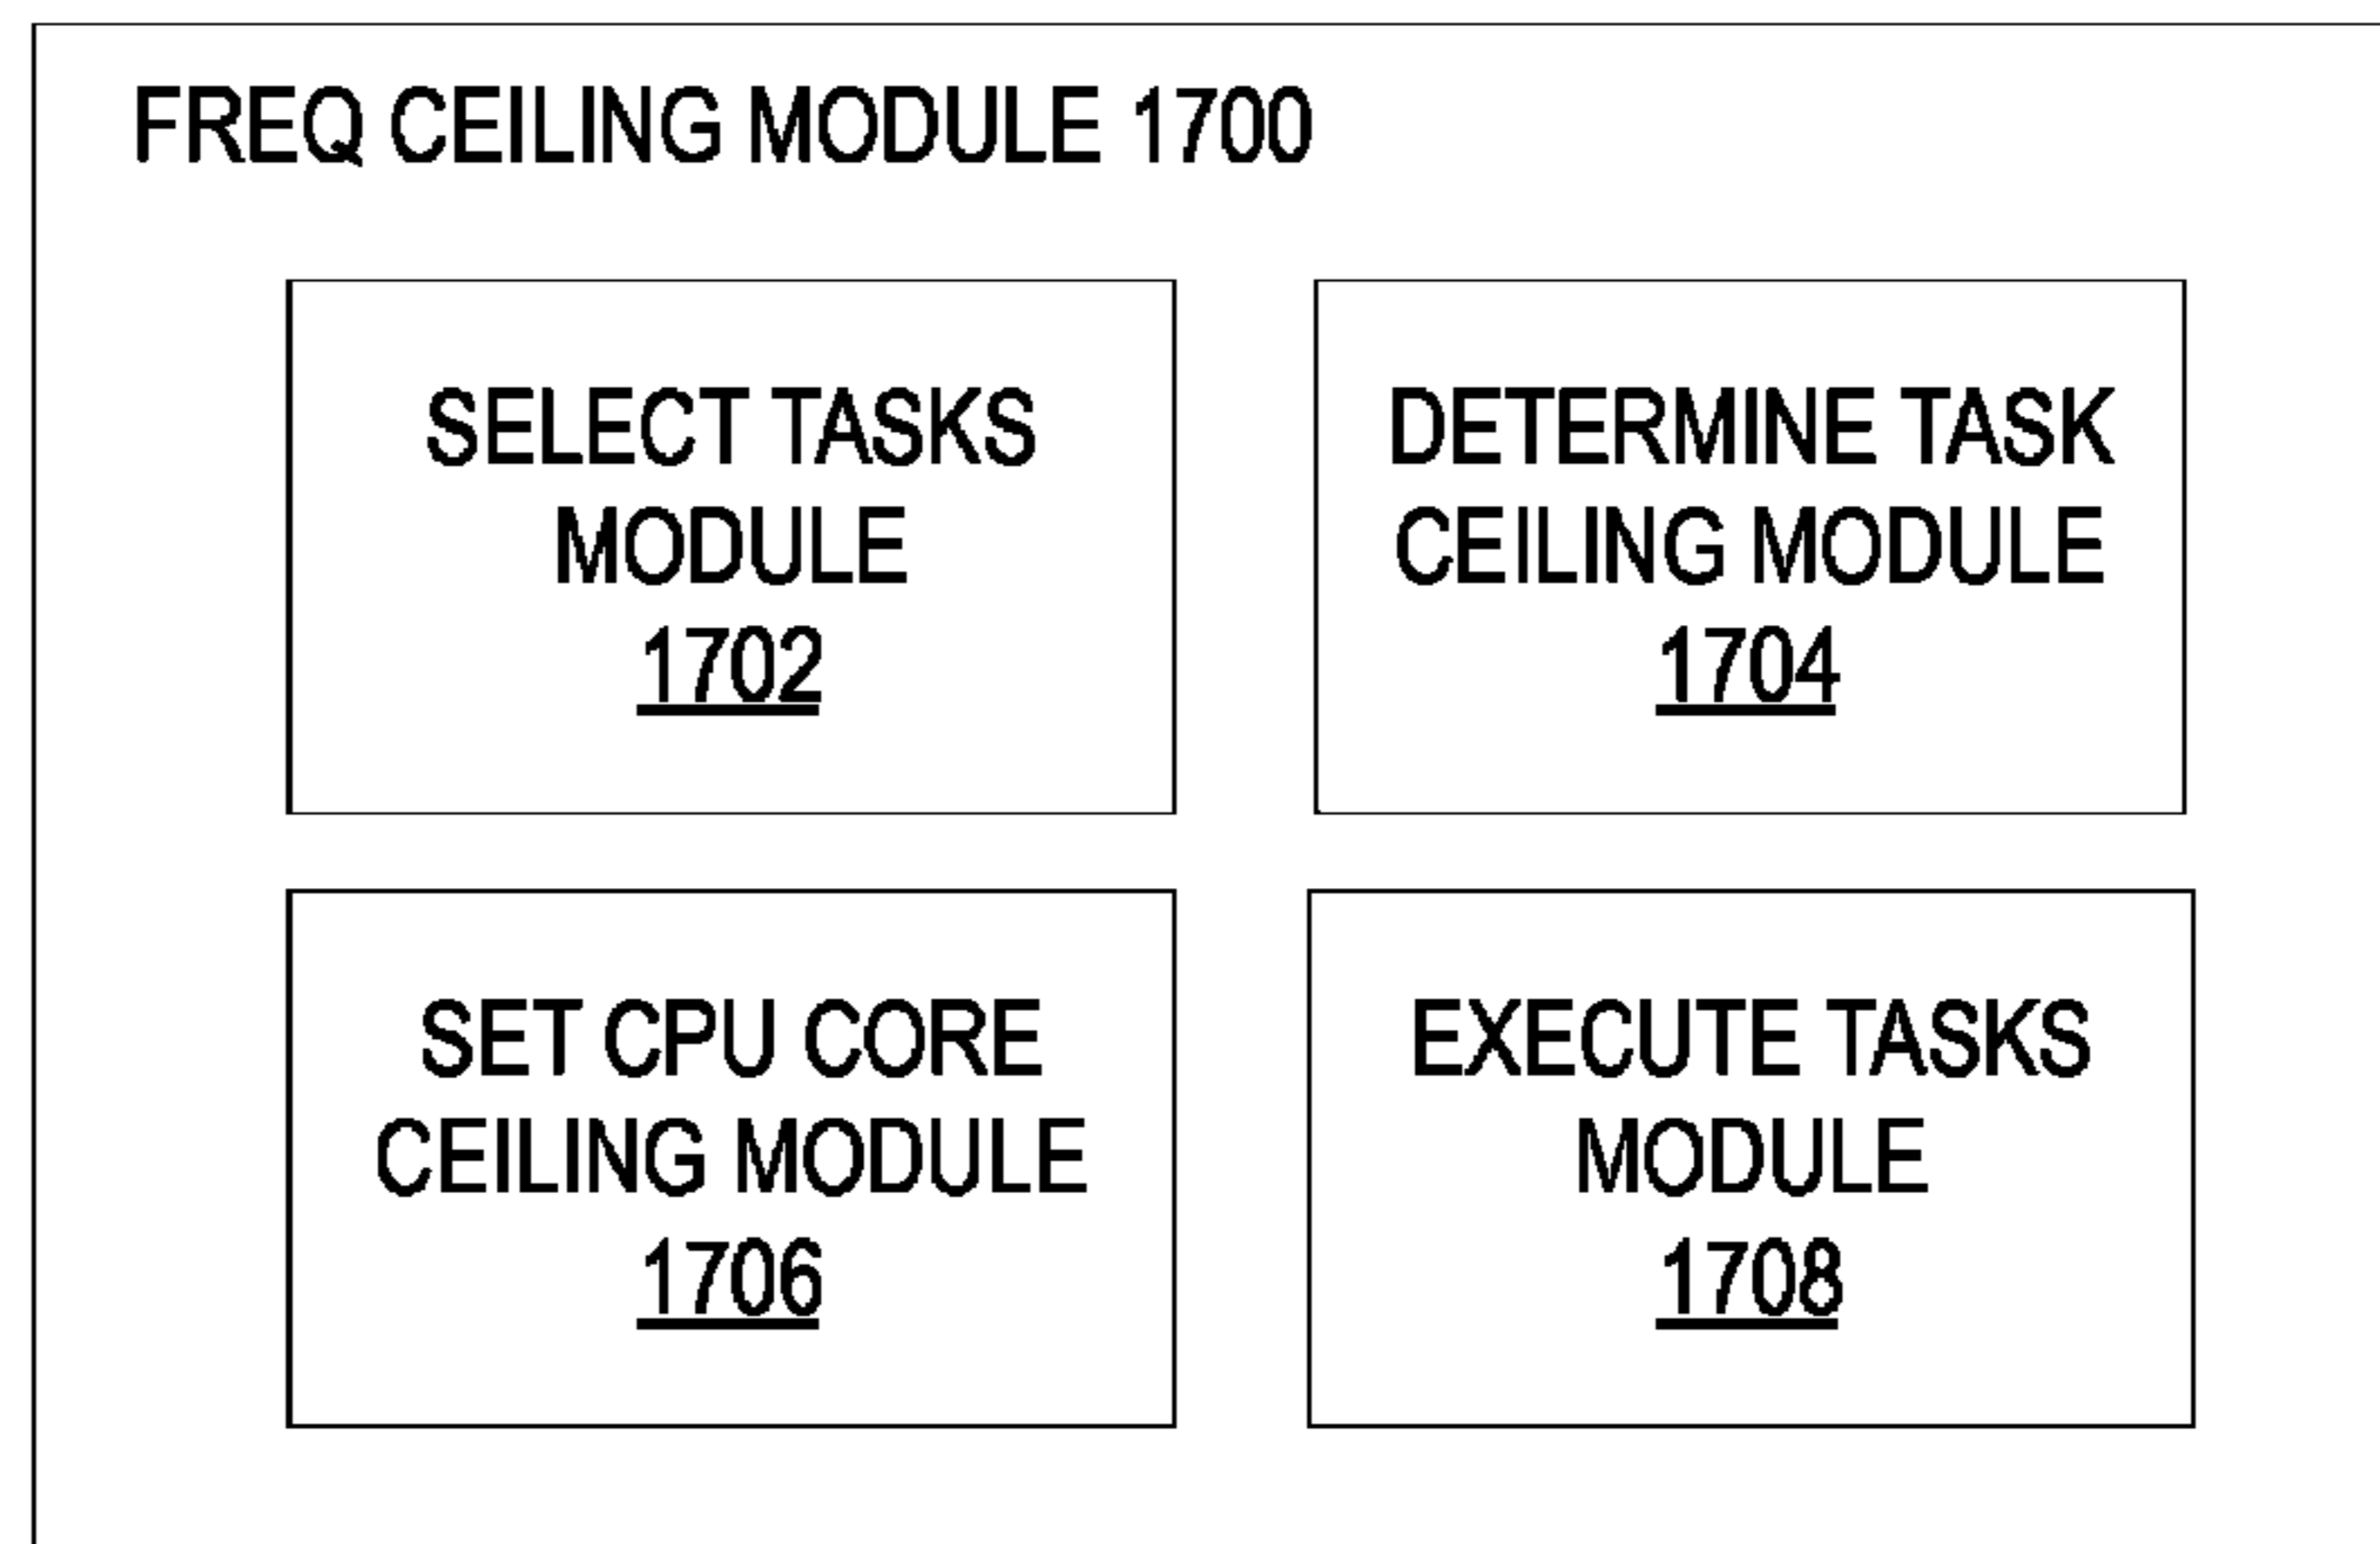 FREQ CEILING MODULE 1700
SELECT TASKS
MODULE
1702
DETERMINE TASK
CEILING MODULE
1704
SET CPU CORE
CEILING MODULE
1706
EXECUTE TASKS
MODULE
1708